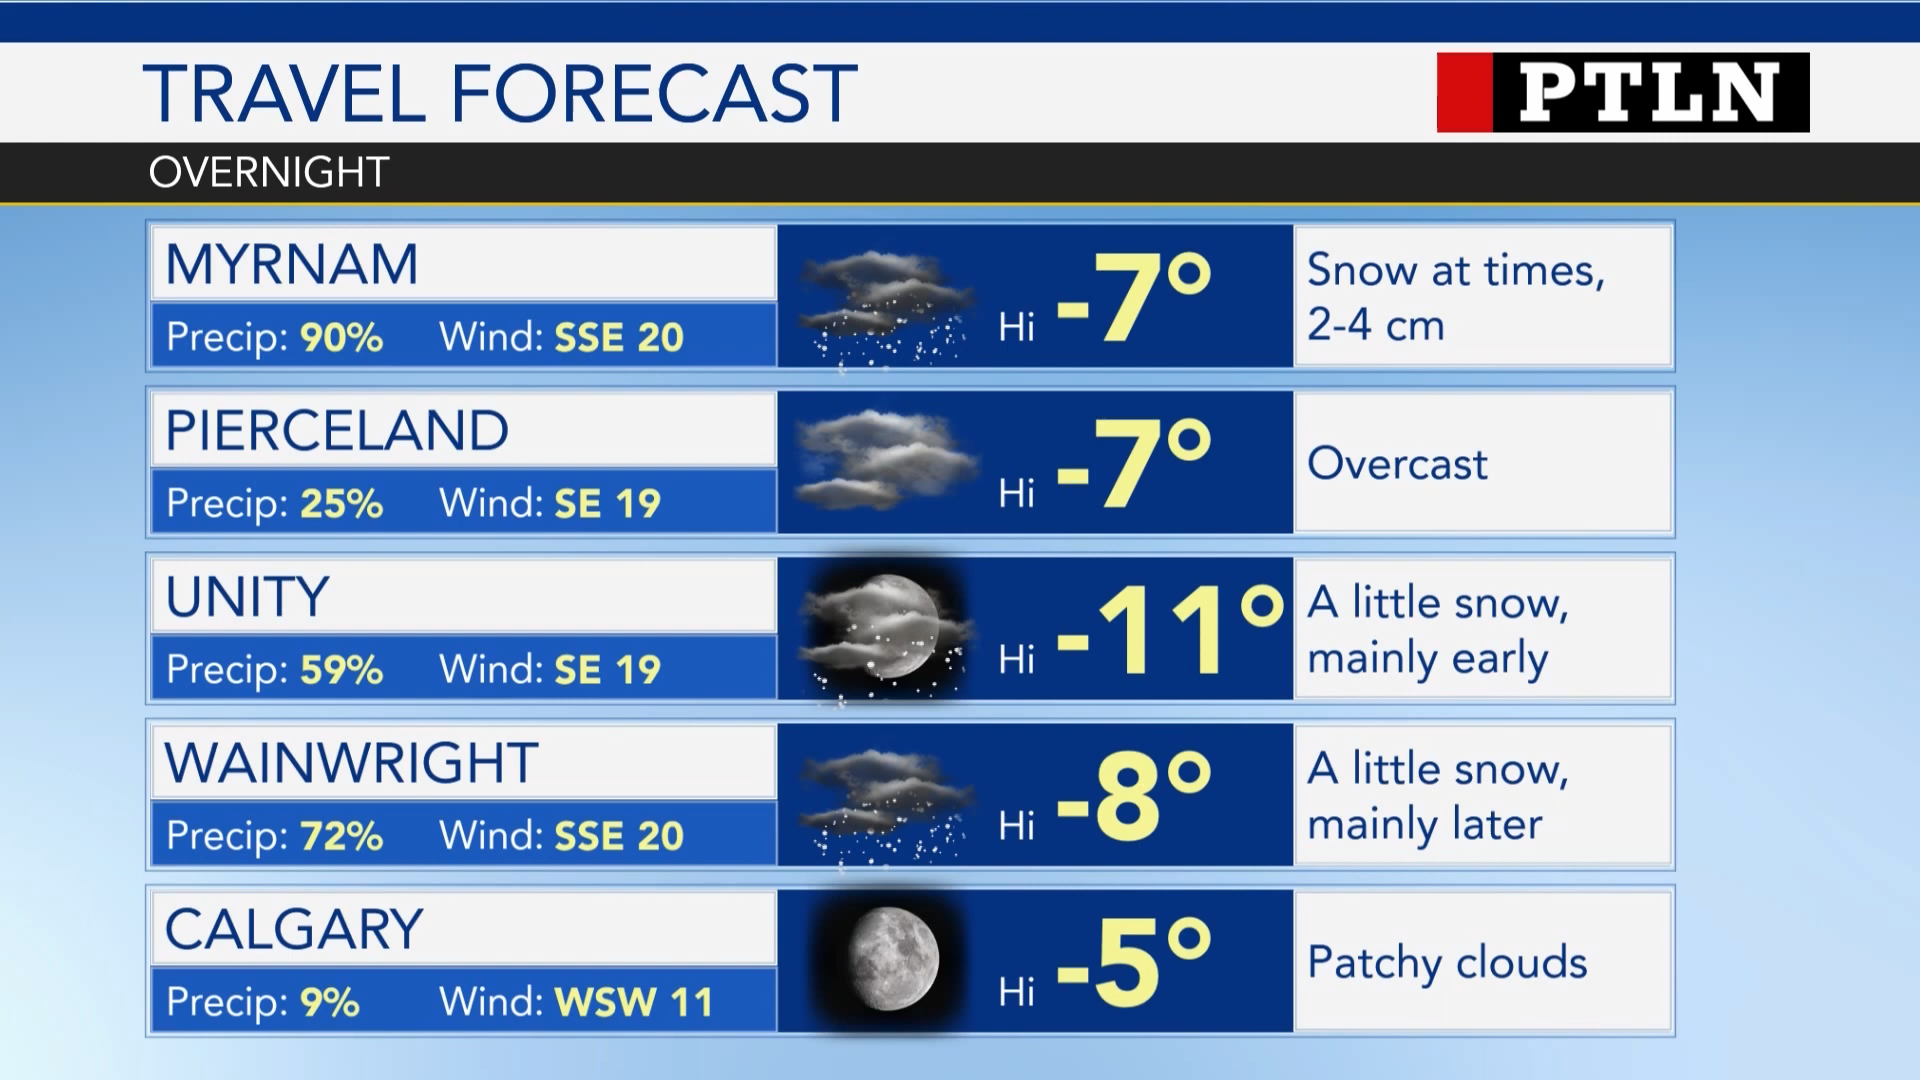 TRAVEL FORECAST
PTLN
OVERNIGHT
MYRNAM
Precip: 90% Wind: SSE 20
Hi -7°
Snow at times,
2-4 cm
PIERCELAND
Precip: 25% Wind: SE 19
Hi -7°
Overcast
UNITY
Precip: 59% Wind: SE 19
Hi -11°
A little snow,
mainly early
WAINWRIGHT
Precip: 72% Wind: SSE 20
Hi -8°
A little snow,
mainly later
CALGARY
Precip: 9% Wind: WSW 11
Hi -5°
Patchy clouds